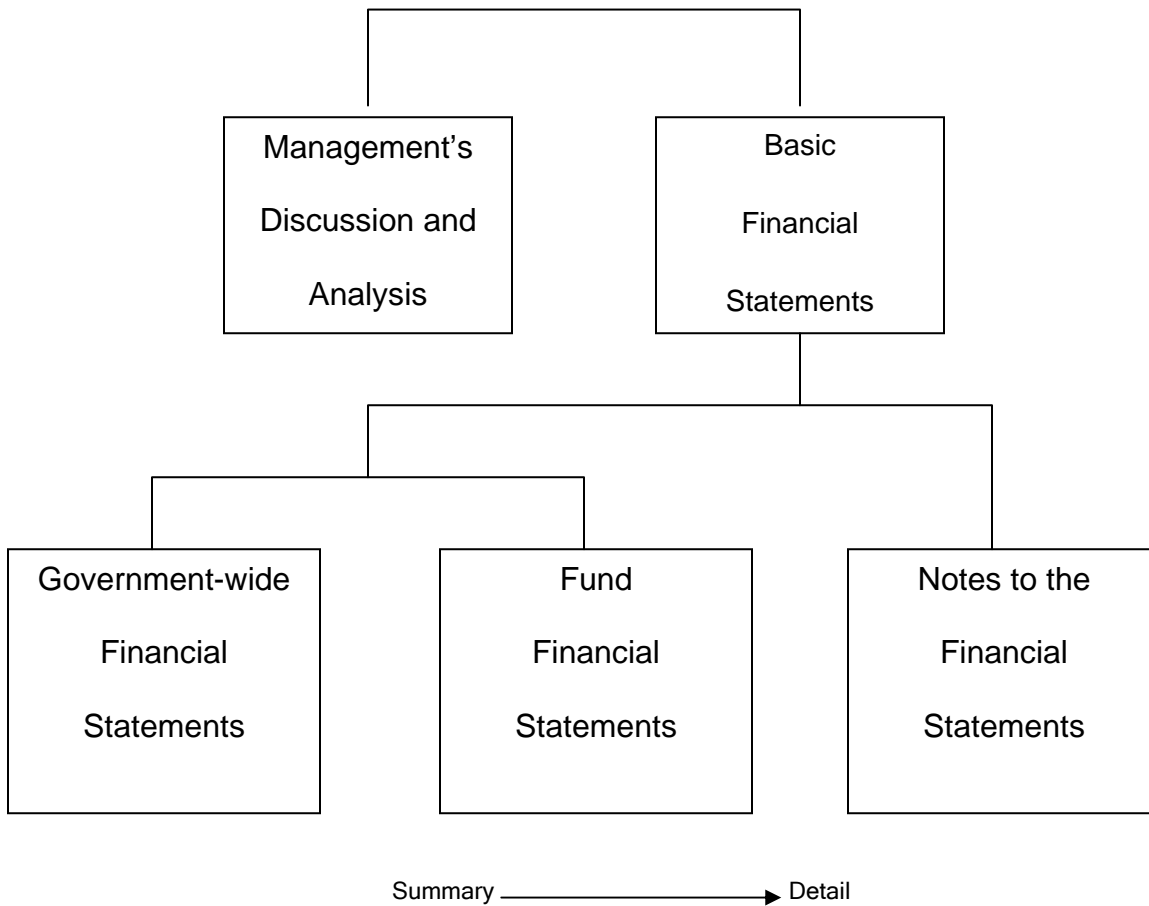 Management’s
Discussion and
Analysis
Basic
Financial
Statements
Government-wide
Financial
Statements
Fund
Financial
Statements
Notes to the
Financial
Statements
Summary Detail